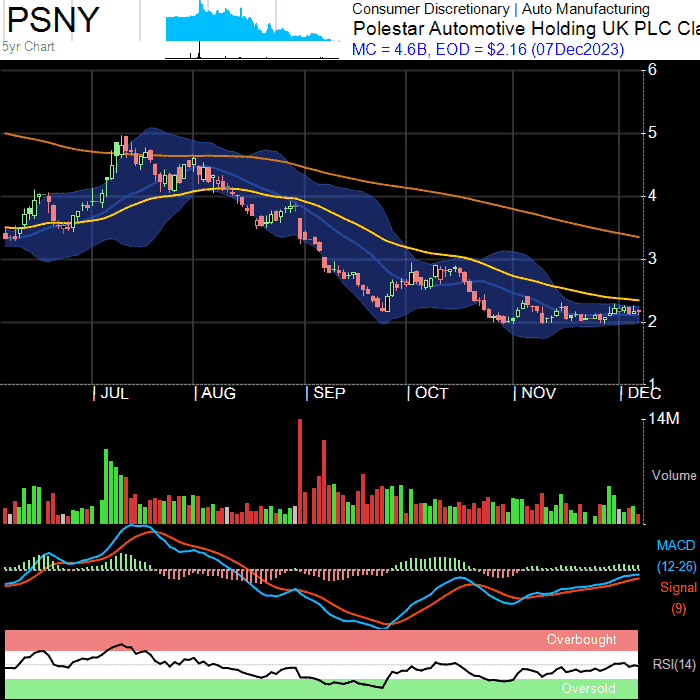 PSNY
5yr Chart
Consumer Discretionary | Auto Manufacturing
Polestar Automotive Holding UK PLC Cla
MC = 4.6B, EOD = $2.16 (07Dec2023)
6
5
4
3
2
1
JUL AUG SEP OCT NOV DEC
14M
Volume
MACD
(12-26)
Signal
(9)
Overbought
RSI(14)
Oversold